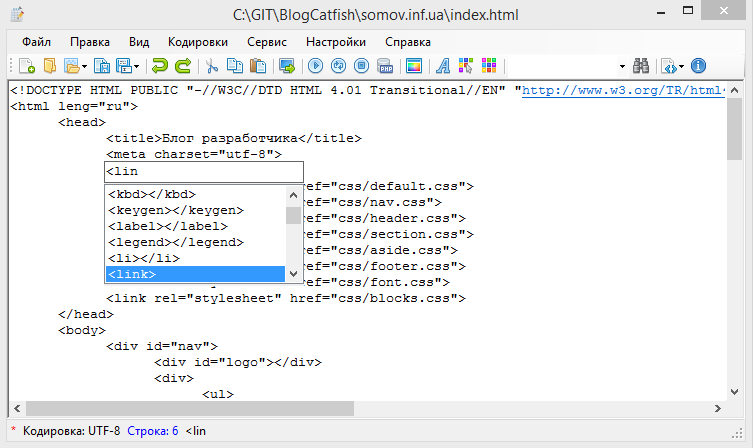 C:\GIT\BlogCatfish\somov.inf.ua\index.html
Файл Правка Вид Кодировки Сервис Настройки Справка
<!DOCTYPE HTML PUBLIC "-//W3C//DTD HTML 4.01 Transitional//EN" "http://www.w3.org/TR/html4
<html leng="ru">
<head>
<title>Блог разработчика</title>
<meta charset="utf-8">
<lin
<kbd></kbd> ref="css/default.css">
<keygen></keygen> ref="css/nav.css">
<label></label> ref="css/header.css">
<legend></legend> ref="css/section.css">
<li></li> ref="css/aside.css">
<link> ref="css/footer.css">
ref="css/font.css">
<link rel="stylesheet" href="css/blocks.css">
</head>
<body>
<div id="nav">
<div id="logo"></div>
<div>
<ul>
* Кодировка: UTF-8 Строка: 6 <lin